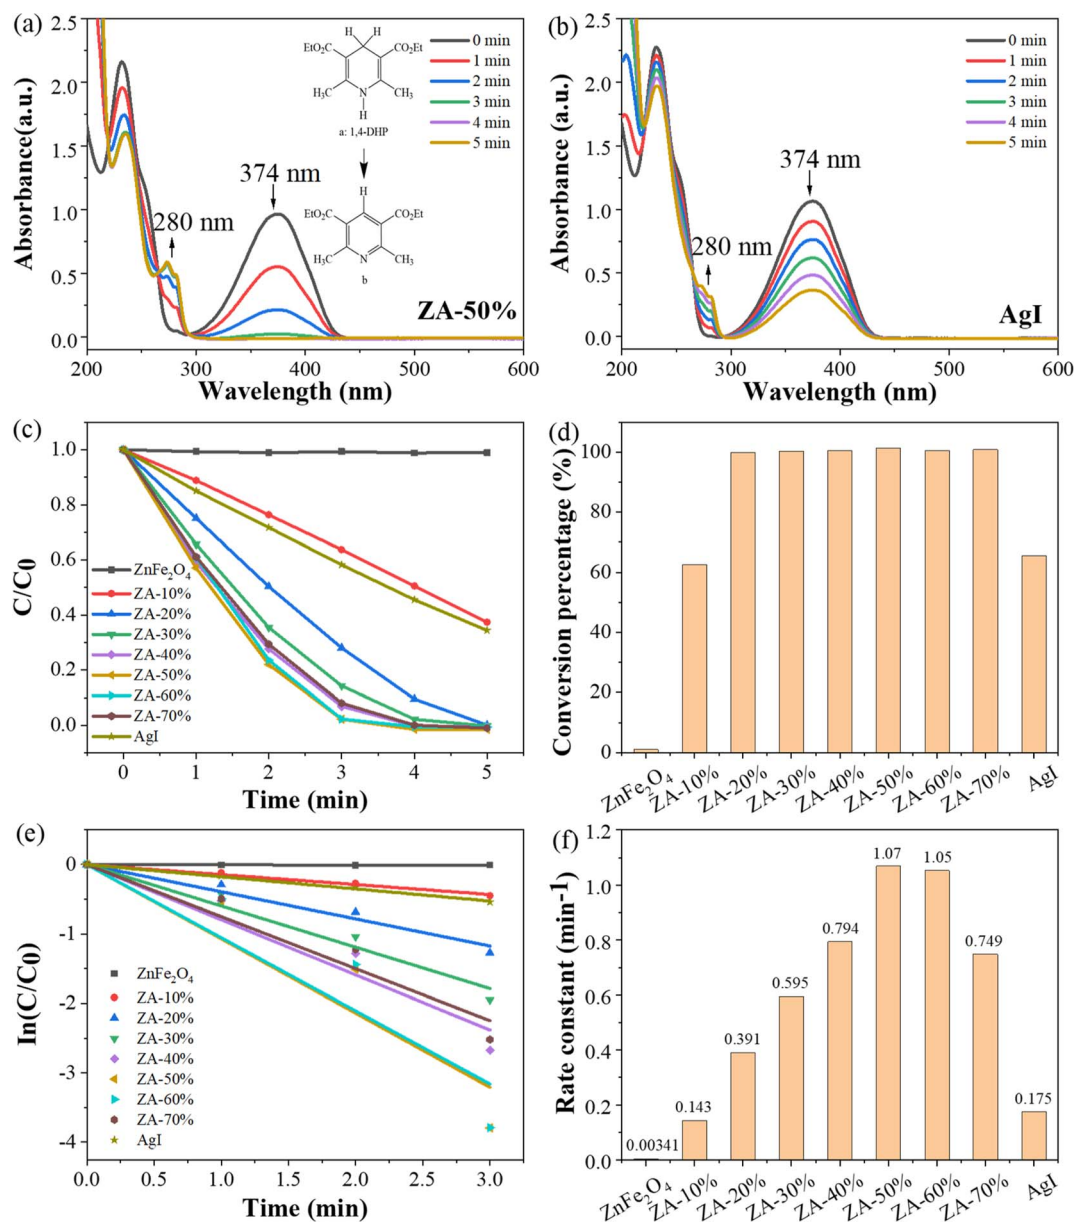 (a)
2.5
2.0
1.5
1.0
0.5
0.0
Absorbance(a.u.)
200 300 400 500 600
Wavelength (nm)
0 min
1 min
2 min
3 min
4 min
5 min
H H
EtO₂C CO₂Et
H₃C N CH₃
H
a: 1,4-DHP
H
EtO₂C CO₂Et
H₃C N CH₃
b
374 nm
280 nm
ZA-50%
(b)
2.5
2.0
1.5
1.0
0.5
0.0
Absorbance (a.u.)
200 300 400 500 600
Wavelength (nm)
0 min
1 min
2 min
3 min
4 min
5 min
374 nm
280 nm
AgI
(c)
1.0
0.8
0.6
0.4
0.2
0.0
C/C0
0 1 2 3 4 5
Time (min)
ZnFe₂O₄
ZA-10%
ZA-20%
ZA-30%
ZA-40%
ZA-50%
ZA-60%
ZA-70%
AgI
(d)
100
80
60
40
20
0
Conversion percentage (%)
ZnFe₂O₄ ZA-10% ZA-20% ZA-30% ZA-40% ZA-50% ZA-60% ZA-70% AgI
(e)
0
-1
-2
-3
-4
In(C/C0)
0.0 0.5 1.0 1.5 2.0 2.5 3.0
Time (min)
ZnFe₂O₄
ZA-10%
ZA-20%
ZA-30%
ZA-40%
ZA-50%
ZA-60%
ZA-70%
AgI
(f)
1.2
1.0
0.8
0.6
0.4
0.2
0.0
Rate constant (min⁻¹)
0.00341 0.143 0.391 0.595 0.794 1.07 1.05 0.749 0.175
ZnFe₂O₄ ZA-10% ZA-20% ZA-30% ZA-40% ZA-50% ZA-60% ZA-70% AgI